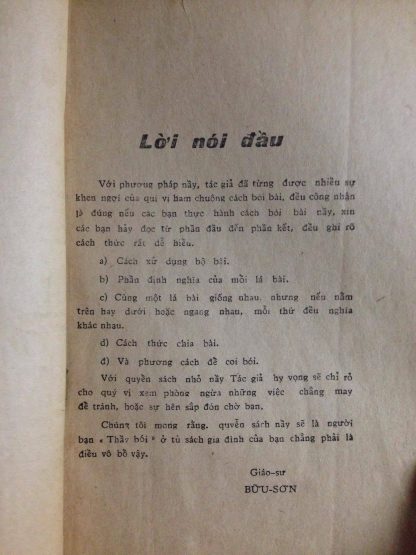 Lời nói đầu
Với phương pháp nầy, tác giả đã từng được nhiều sự
khen ngợi của quí vị ham chuông cách bói bài, đều công nhận
là đúng nếu các bạn thực hành cách bói bài nầy, xin
các bạn hãy đọc từ phần đầu đến phần kết, đều ghi rõ
cách thức rất dễ hiểu.
a) Cách xử dụng bộ bài.
b) Phần định nghĩa của mỗi lá bài.
c) Cùng một lá bài giống nhau, nhưng nếu nằm
trên hay dưới hoặc ngang nhau, mỗi thứ đều nghĩa
khác nhau.
d) Cách thức chia bài.
đ) Và phương cách để coi bói.
Với quyển sách nhỏ nầy Tác giả hy vọng sẽ chỉ rõ
cho quý vị xem phòng ngừa những việc chẳng may
để tránh, hoặc sự hên sắp đón chờ bạn.
Chúng tôi mong rằng, quyển sách nầy sẽ là người
bạn « Thầy bói » ở tủ sách gia đình của bạn chẳng phải là
điều vô bồ vậy.
Giáo-sư
BỬU-SƠN